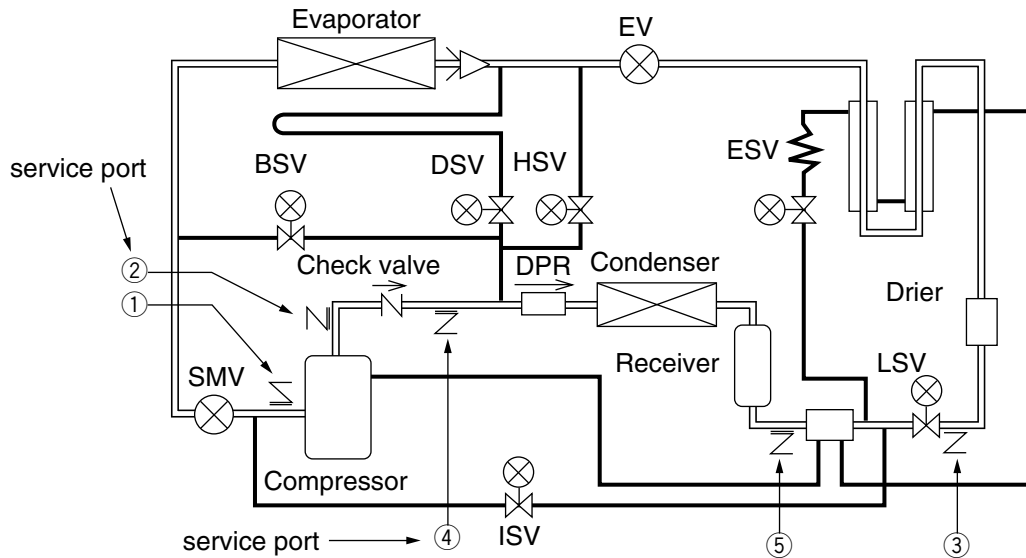 Evaporator
EV
BSV
DSV
HSV
ESV
service port
②
①
Check valve
DPR
Condenser
Drier
SMV
Receiver
LSV
Compressor
ISV
service port
④
⑤
③